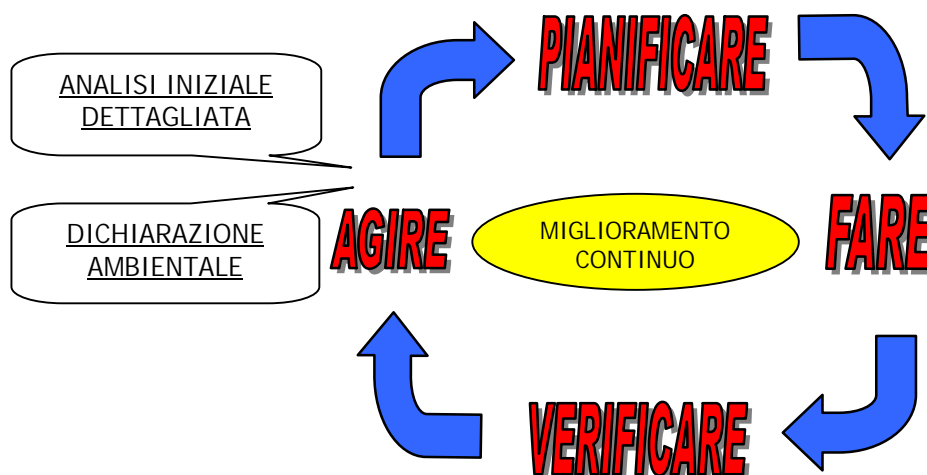 PIANIFICARE
ANALISI INIZIALE
DETTAGLIATA
DICHIARAZIONE
AMBIENTALE
AGIRE
MIGLIORAMENTO
CONTINUO
FARE
VERIFICARE